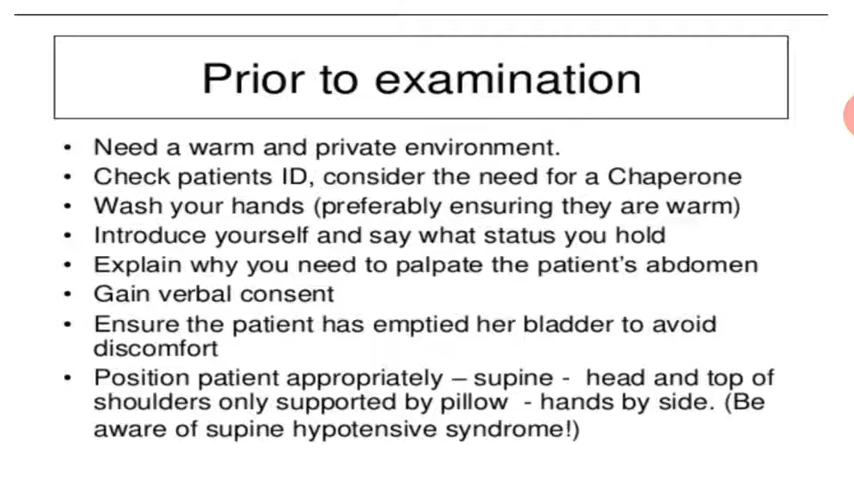 Prior to examination
• Need a warm and private environment.
• Check patients ID, consider the need for a Chaperone
• Wash your hands (preferably ensuring they are warm)
• Introduce yourself and say what status you hold
• Explain why you need to palpate the patient's abdomen
• Gain verbal consent
• Ensure the patient has emptied her bladder to avoid
discomfort
• Position patient appropriately – supine - head and top of
shoulders only supported by pillow - hands by side. (Be
aware of supine hypotensive syndrome!)